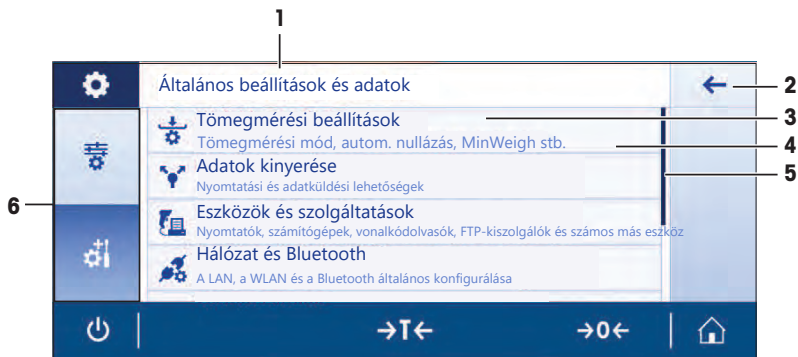 1
Általános beállítások és adatok
2
Tömegmérési beállítások
3
Tömegmérési mód, autom. nullázás, MinWeigh stb.
4
Adatok kinyerése
5
Nyomtatási és adatküldési lehetőségek
6
Eszközök és szolgáltatások
Nyomtatók, számítógépek, vonalkódolvasók, FTP-kiszolgálók és számos más eszköz
Hálózat és Bluetooth
A LAN, a WLAN és a Bluetooth általános konfigurálása
→T←
→0←